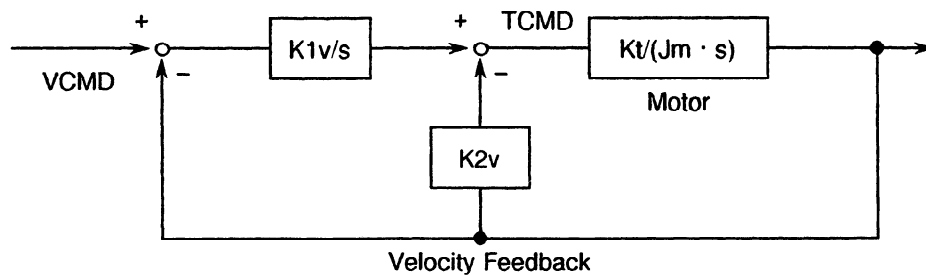 +
K1v/s
+
TCMD
Kt/(Jm · s)
VCMD
−
−
Motor
K2v
Velocity Feedback